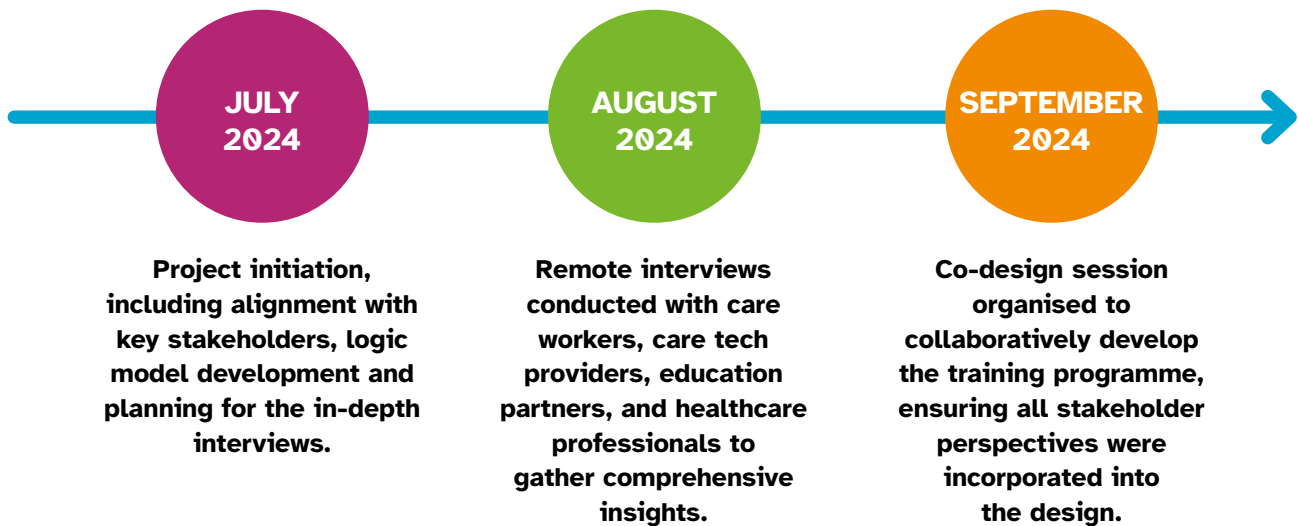 JULY
2024
AUGUST
2024
SEPTEMBER
2024
Project initiation,
including alignment with
key stakeholders, logic
model development and
planning for the in-depth
interviews.
Remote interviews
conducted with care
workers, care tech
providers, education
partners, and healthcare
professionals to
gather comprehensive
insights.
Co-design session
organised to
collaboratively develop
the training programme,
ensuring all stakeholder
perspectives were
incorporated into
the design.